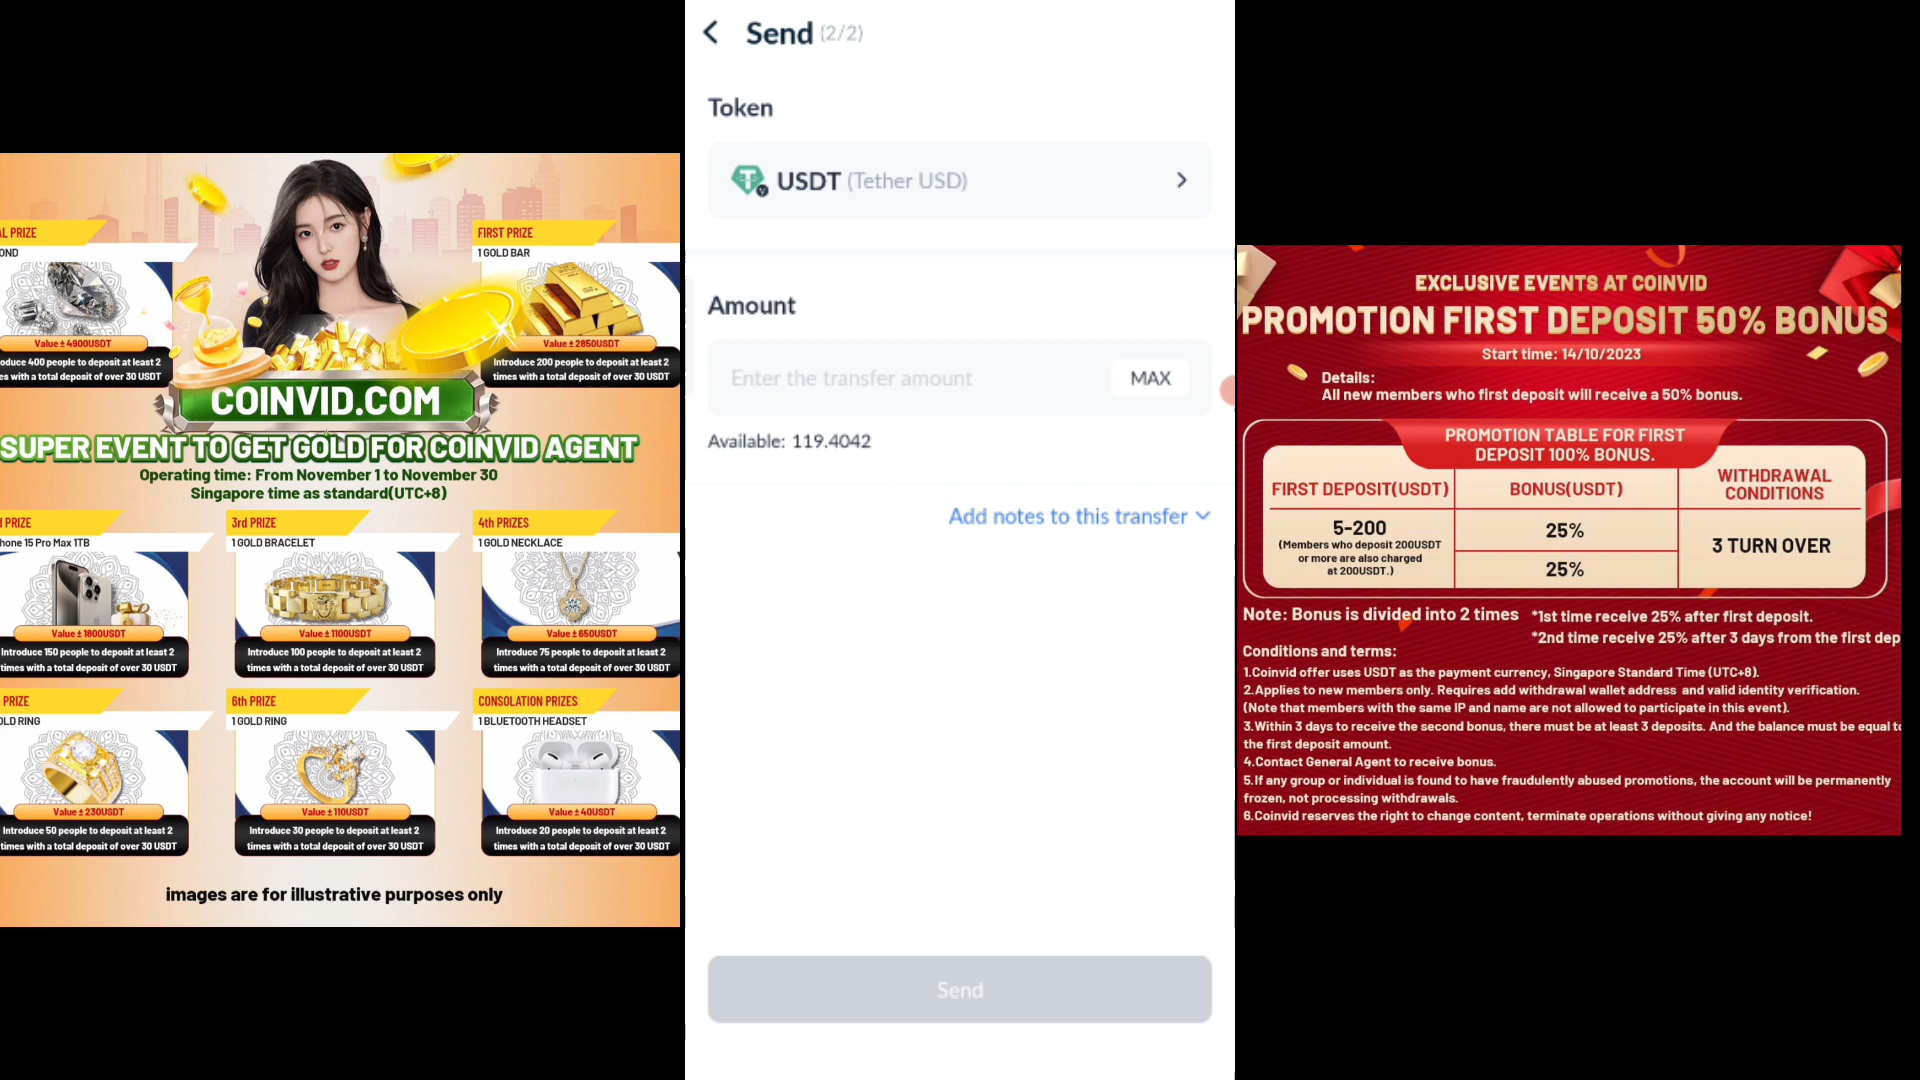 AL PRIZE
OND
Value ± 4900USDT
oduce 400 people to deposit at least 2
es with a total deposit of over 30 USDT
FIRST PRIZE
1 GOLD BAR
Value ± 2850USDT
Introduce 200 people to deposit at least 2
times with a total deposit of over 30 USDT
COINVID.COM
SUPER EVENT TO GET GOLD FOR COINVID AGENT
Operating time: From November 1 to November 30
Singapore time as standard(UTC+8)
PRIZE
hone 15 Pro Max 1TB
Value ± 1800USDT
Introduce 150 people to deposit at least 2
times with a total deposit of over 30 USDT
3rd PRIZE
1 GOLD BRACELET
Value ± 1100USDT
Introduce 100 people to deposit at least 2
times with a total deposit of over 30 USDT
4th PRIZES
1 GOLD NECKLACE
Value ± 650USDT
Introduce 75 people to deposit at least 2
times with a total deposit of over 30 USDT
PRIZE
OLD RING
Value ± 230USDT
Introduce 50 people to deposit at least 2
times with a total deposit of over 30 USDT
6th PRIZE
1 GOLD RING
Value ± 110USDT
Introduce 30 people to deposit at least 2
times with a total deposit of over 30 USDT
CONSOLATION PRIZES
1 BLUETOOTH HEADSET
Value ± 40USDT
Introduce 20 people to deposit at least 2
times with a total deposit of over 30 USDT
images are for illustrative purposes only
Send (2/2)
Token
USDT (Tether USD)
Amount
Enter the transfer amount
MAX
Available: 119.4042
Add notes to this transfer
Send
EXCLUSIVE EVENTS AT COINVID
PROMOTION FIRST DEPOSIT 50% BONUS
Start time: 14/10/2023
Details:
All new members who first deposit will receive a 50% bonus.
PROMOTION TABLE FOR FIRST
DEPOSIT 100% BONUS.
FIRST DEPOSIT(USDT)
BONUS(USDT)
WITHDRAWAL
CONDITIONS
5-200
(Members who deposit 200USDT
or more are also charged
at 200USDT.)
25%
25%
3 TURN OVER
Note: Bonus is divided into 2 times
*1st time receive 25% after first deposit.
*2nd time receive 25% after 3 days from the first dep
Conditions and terms:
1.Coinvid offer uses USDT as the payment currency, Singapore Standard Time (UTC+8).
2.Applies to new members only. Requires add withdrawal wallet address and valid identity verification.
(Note that members with the same IP and name are not allowed to participate in this event).
3.Within 3 days to receive the second bonus, there must be at least 3 deposits. And the balance must be equal to
the first deposit amount.
4.Contact General Agent to receive bonus.
5.If any group or individual is found to have fraudulently abused promotions, the account will be permanently
frozen, not processing withdrawals.
6.Coinvid reserves the right to change content, terminate operations without giving any notice!